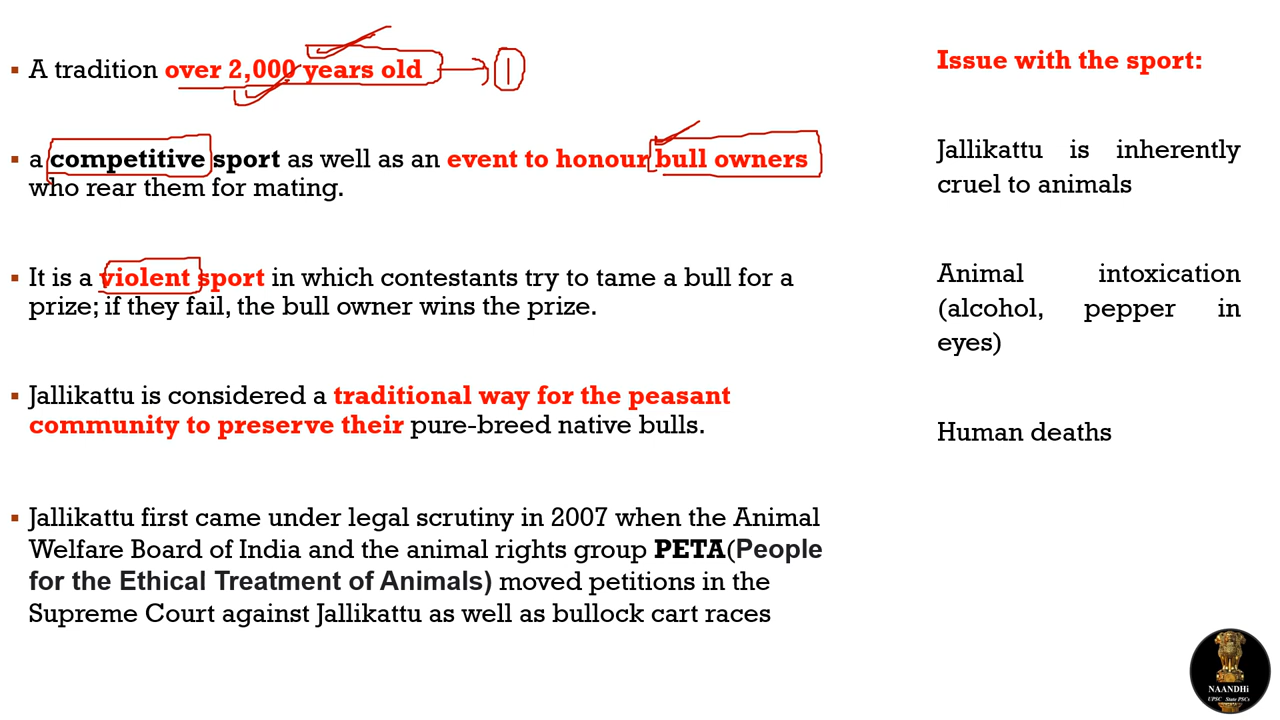 ▪ A tradition over 2,000 years old → 1
▪ a competitive sport as well as an event to honour bull owners
who rear them for mating.
▪ It is a violent sport in which contestants try to tame a bull for a
prize; if they fail, the bull owner wins the prize.
▪ Jallikattu is considered a traditional way for the peasant
community to preserve their pure-breed native bulls.
▪ Jallikattu first came under legal scrutiny in 2007 when the Animal
Welfare Board of India and the animal rights group PETA(People
for the Ethical Treatment of Animals) moved petitions in the
Supreme Court against Jallikattu as well as bullock cart races
Issue with the sport:
Jallikattu is inherently
cruel to animals
Animal intoxication
(alcohol, pepper in
eyes)
Human deaths
NAANDHi
UPSC State PSCs